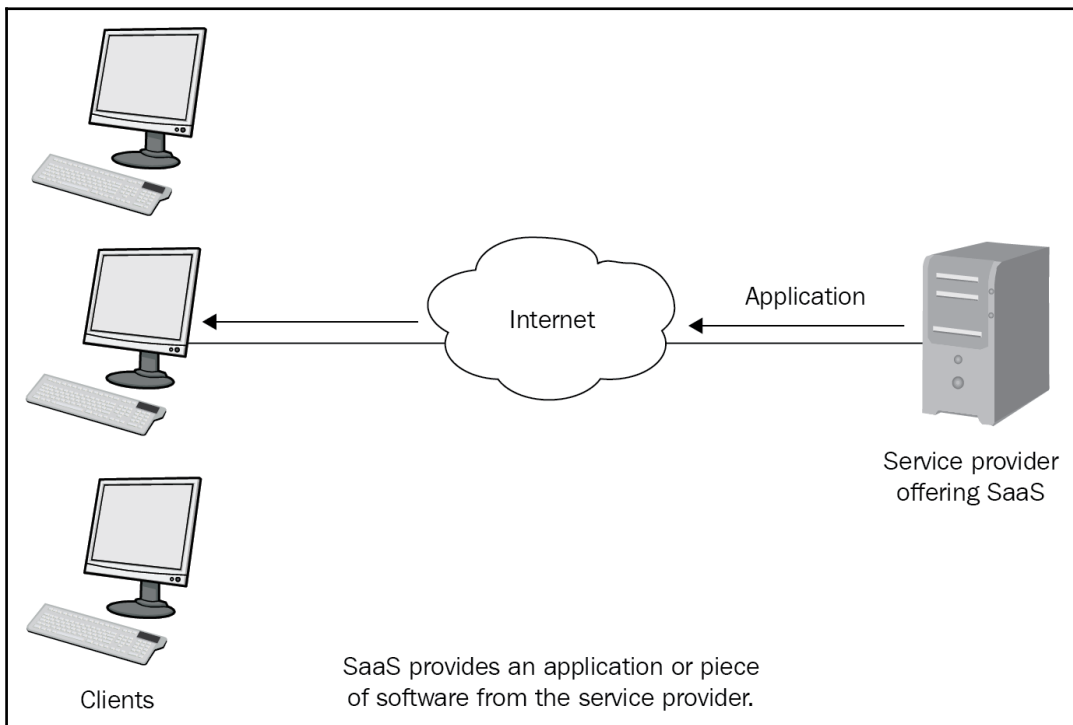 Internet
Application
Service provider
offering SaaS
Clients
SaaS provides an application or piece
of software from the service provider.